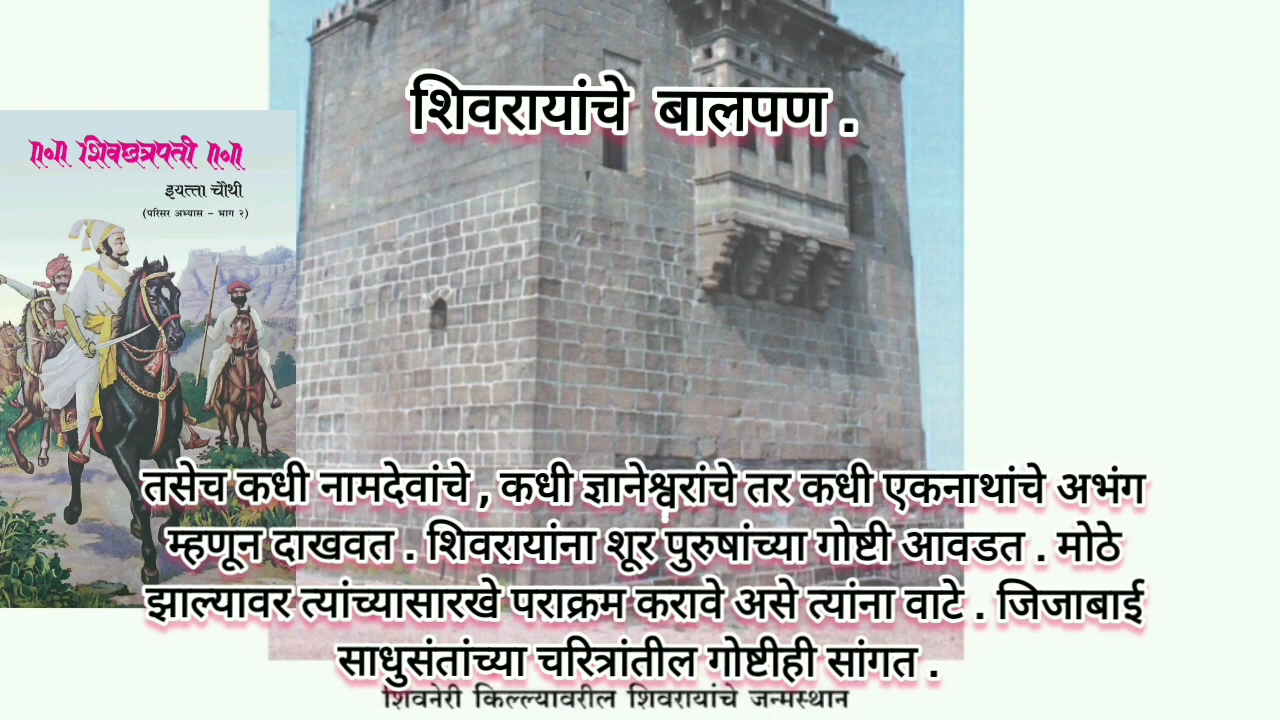 शिवरायांचे बालपण .
॥०॥ शिवछत्रपती ॥०॥
इयत्ता चौथी
(परिसर अभ्यास - भाग २)
तसेच कधी नामदेवांचे , कधी ज्ञानेश्वरांचे तर कधी एकनाथांचे अभंग
म्हणून दाखवत . शिवरायांना शूर पुरुषांच्या गोष्टी आवडत . मोठे
झाल्यावर त्यांच्यासारखे पराक्रम करावे असे त्यांना वाटे . जिजाबाई
साधुसंतांच्या चरित्रांतील गोष्टीही सांगत .
शिवनेरी किल्ल्यावरील शिवरायांचे जन्मस्थान